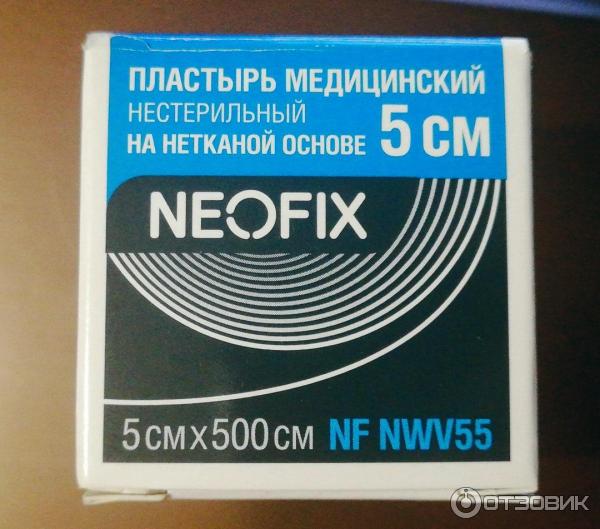 ПЛАСТЫРЬ МЕДИЦИНСКИЙ
НЕСТЕРИЛЬНЫЙ
НА НЕТКАНОЙ ОСНОВЕ 5 СМ
NEOFIX
5 СМ X 500 СМ NF NWV55
ОТЗОВИК